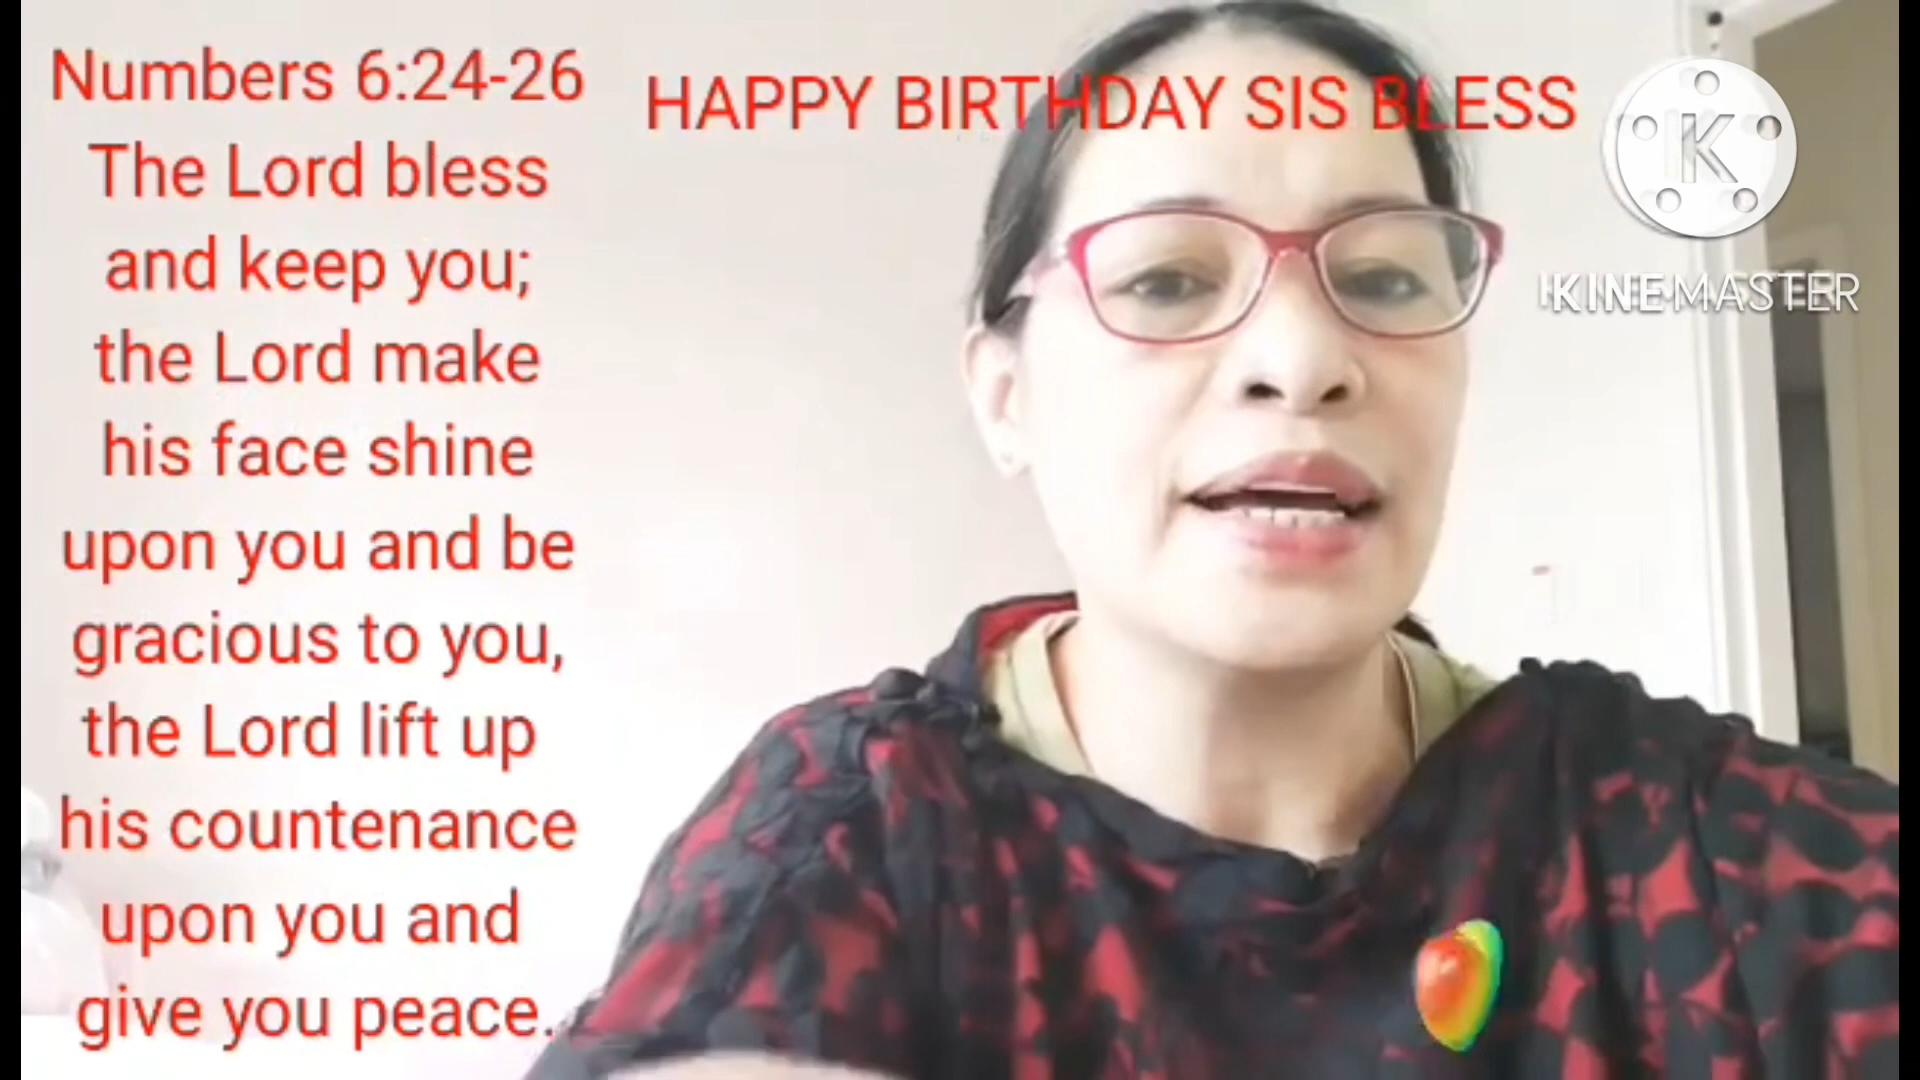 Numbers 6:24-26
The Lord bless
and keep you;
the Lord make
his face shine
upon you and be
gracious to you,
the Lord lift up
his countenance
upon you and
give you peace.
HAPPY BIRTHDAY SIS BLESS
K
KINEMASTER